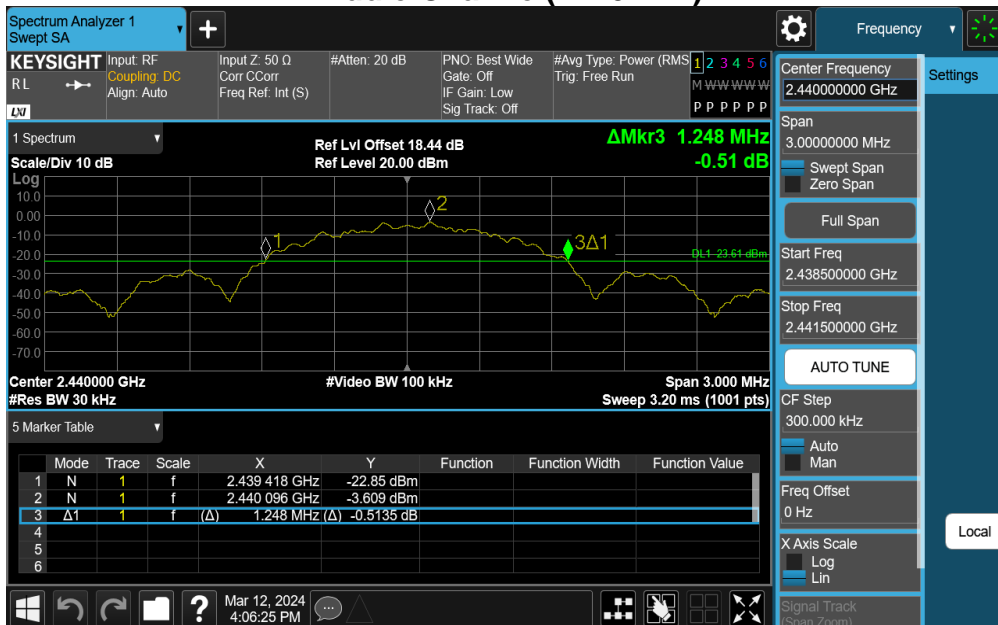 Spectrum Analyzer 1
Swept SA
+
Frequency
KEYSIGHT
RL
LXI
Input: RF
Coupling: DC
Align: Auto
Input Z: 50 Ω
Corr CCorr
Freq Ref: Int (S)
#Atten: 20 dB
PNO: Best Wide
Gate: Off
IF Gain: Low
Sig Track: Off
#Avg Type: Power (RMS
Trig: Free Run
1 2 3 4 5 6
M W W W W W
P P P P P P
1 Spectrum
Scale/Div 10 dB
Log
Ref Lvl Offset 18.44 dB
Ref Level 20.00 dBm
ΔMkr3 1.248 MHz
-0.51 dB
10.0
0.00
-10.0
-20.0
-30.0
-40.0
-50.0
-60.0
-70.0
1
2
3Δ1
DL1 -23.61 dBm
Center 2.440000 GHz
#Video BW 100 kHz
Span 3.000 MHz
#Res BW 30 kHz
Sweep 3.20 ms (1001 pts)
5 Marker Table
Mode Trace Scale X Y Function Function Width Function Value
1 N 1 f 2.439 418 GHz -22.85 dBm
2 N 1 f 2.440 096 GHz -3.609 dBm
3 Δ1 1 f (Δ) 1.248 MHz (Δ) -0.5135 dB
4
5
6
Mar 12, 2024
4:06:25 PM
?
Center Frequency
2.440000000 GHz
Span
3.00000000 MHz
Swept Span
Zero Span
Full Span
Start Freq
2.438500000 GHz
Stop Freq
2.441500000 GHz
AUTO TUNE
CF Step
300.000 kHz
Auto
Man
Freq Offset
0 Hz
X Axis Scale
Log
Lin
Signal Track
(Span Zoom)
Settings
Local